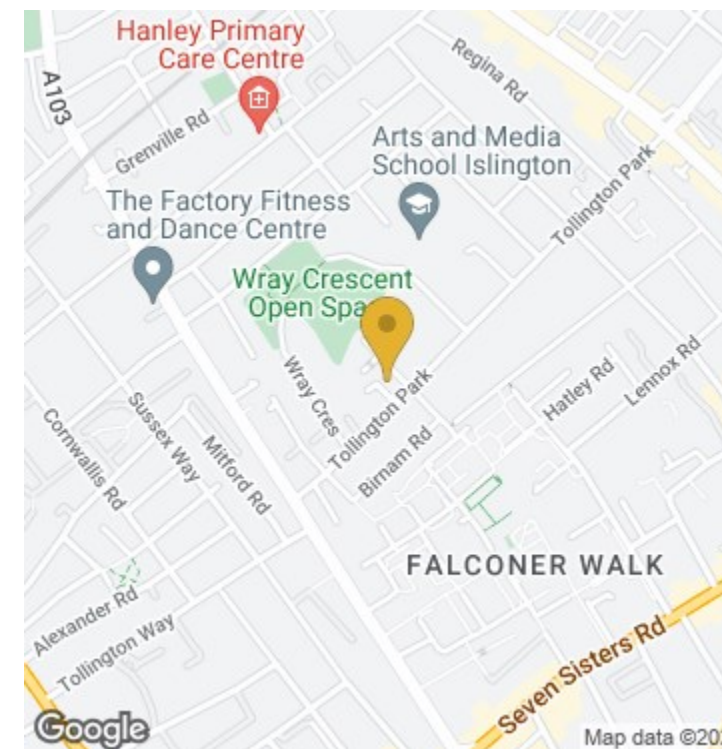 Hanley Primary
Care Centre
Regina Rd
A103
Grenville Rd
Arts and Media
School Islington
Tollington Park
The Factory Fitness
and Dance Centre
Wray Crescent
Open Spa
Wray Cres
Tollington Park
Hatley Rd
Lennox Rd
Birnam Rd
Sussex Way
Mitford Rd
Cornwallis Rd
FALCONER WALK
Alexander Rd
Tollington Way
Seven Sisters Rd
Google
Map data ©20